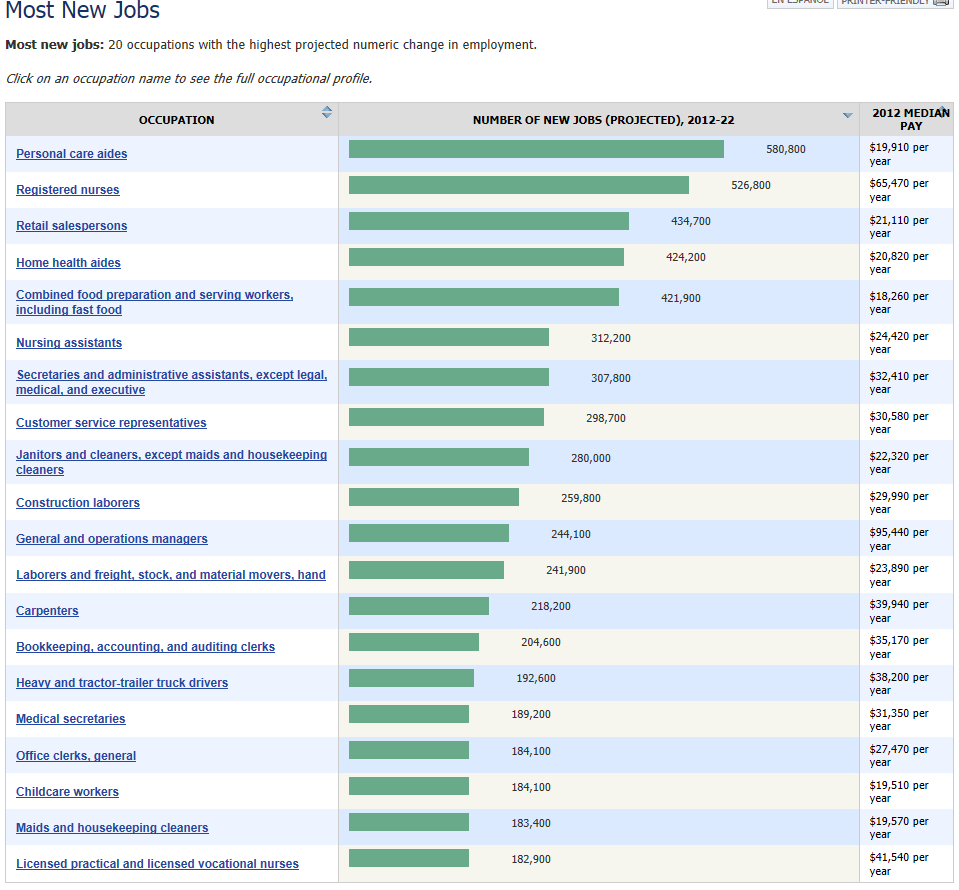 Most New Jobs
EN ESPAÑOL PRINTER-FRIENDLY
Most new jobs: 20 occupations with the highest projected numeric change in employment.
Click on an occupation name to see the full occupational profile.
OCCUPATION
NUMBER OF NEW JOBS (PROJECTED), 2012-22
2012 MEDIAN
PAY
Personal care aides
580,800
$19,910 per
year
Registered nurses
526,800
$65,470 per
year
Retail salespersons
434,700
$21,110 per
year
Home health aides
424,200
$20,820 per
year
Combined food preparation and serving workers,
including fast food
421,900
$18,260 per
year
Nursing assistants
312,200
$24,420 per
year
Secretaries and administrative assistants, except legal,
medical, and executive
307,800
$32,410 per
year
Customer service representatives
298,700
$30,580 per
year
Janitors and cleaners, except maids and housekeeping
cleaners
280,000
$22,320 per
year
Construction laborers
259,800
$29,990 per
year
General and operations managers
244,100
$95,440 per
year
Laborers and freight, stock, and material movers, hand
241,900
$23,890 per
year
Carpenters
218,200
$39,940 per
year
Bookkeeping, accounting, and auditing clerks
204,600
$35,170 per
year
Heavy and tractor-trailer truck drivers
192,600
$38,200 per
year
Medical secretaries
189,200
$31,350 per
year
Office clerks, general
184,100
$27,470 per
year
Childcare workers
184,100
$19,510 per
year
Maids and housekeeping cleaners
183,400
$19,570 per
year
Licensed practical and licensed vocational nurses
182,900
$41,540 per
year